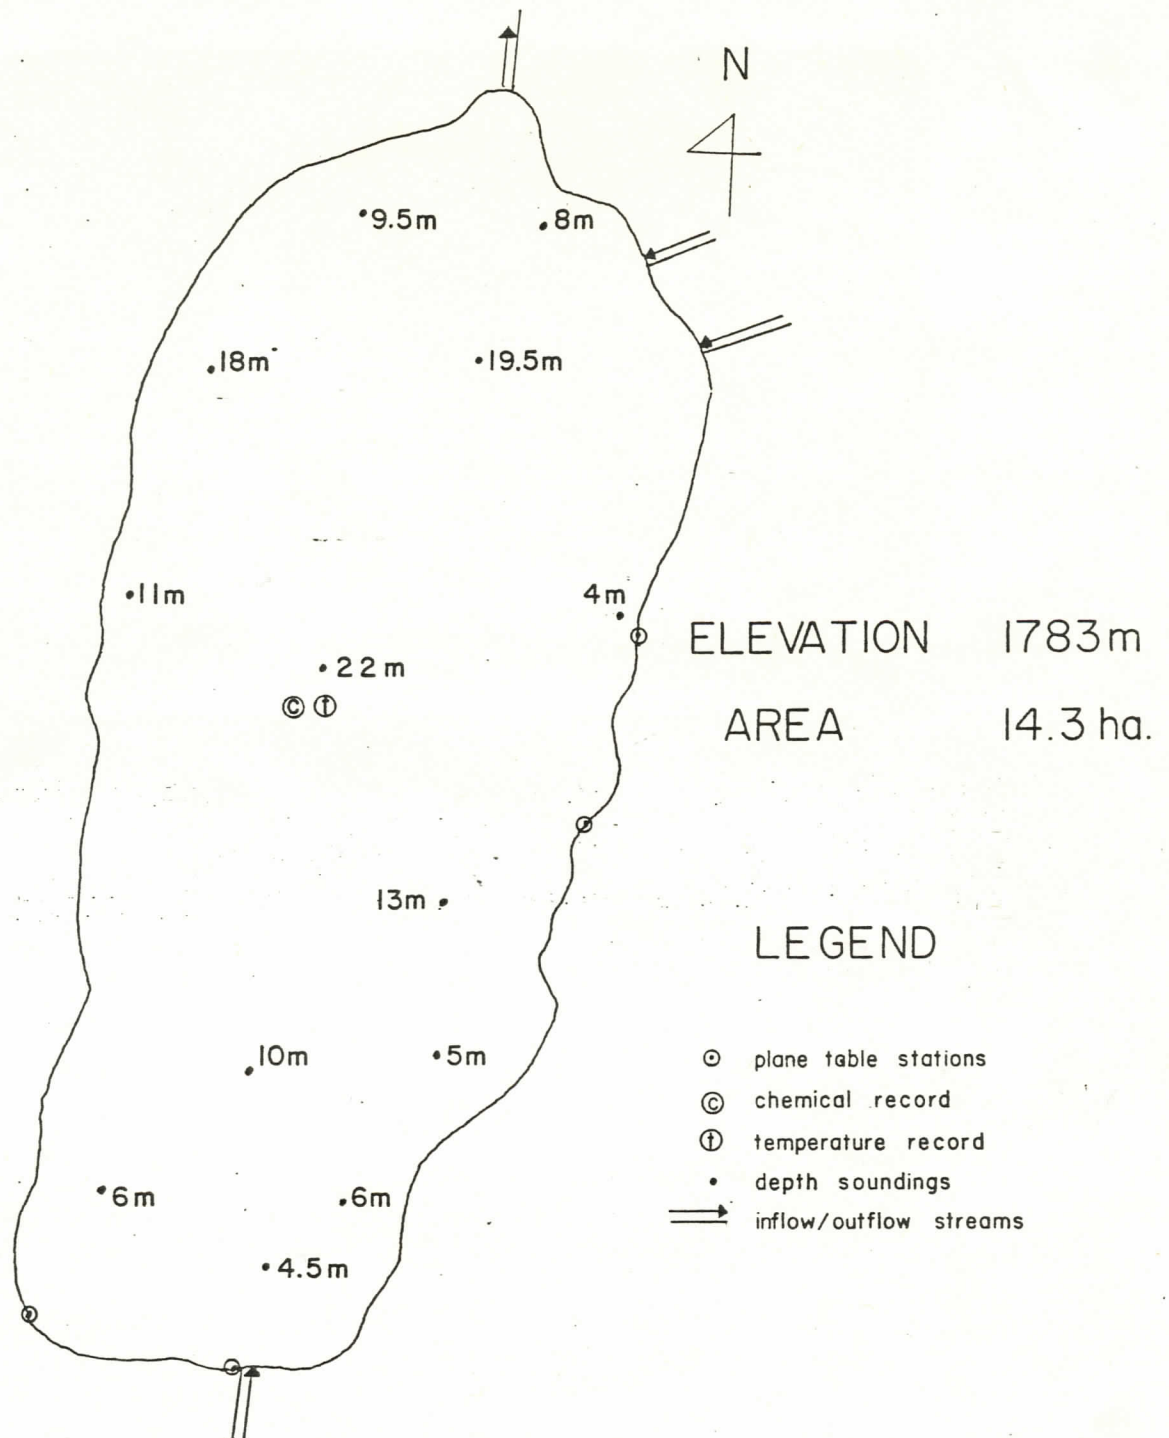 N
9.5m
8m
18m
19.5m
11m
4m
ELEVATION 1783m
22m
C t
AREA 14.3 ha.
13m
LEGEND
10m
5m
plane table stations
C chemical record
t temperature record
depth soundings
6m
6m
inflow/outflow streams
4.5m